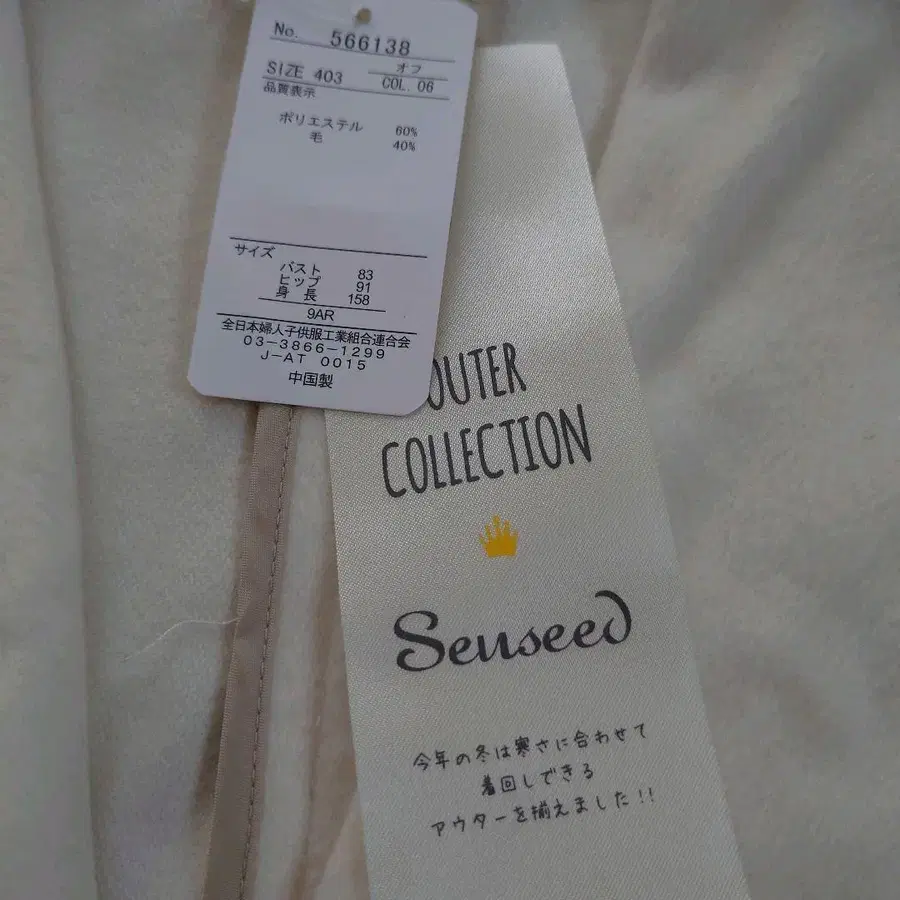 No. 566138
オフ
SIZE 403 COL. 06
品質表示
ポリエステル 60%
毛 40%
サイズ
バスト 83
ヒップ 91
身長 158
9AR
全日本婦人子供服工業組合連合会
03-3866-1299
J-AT 0015
中国製
OUTER
COLLECTION
Senseed
今年の冬は寒さに合わせて
着回しできる
アウターを揃えました!!